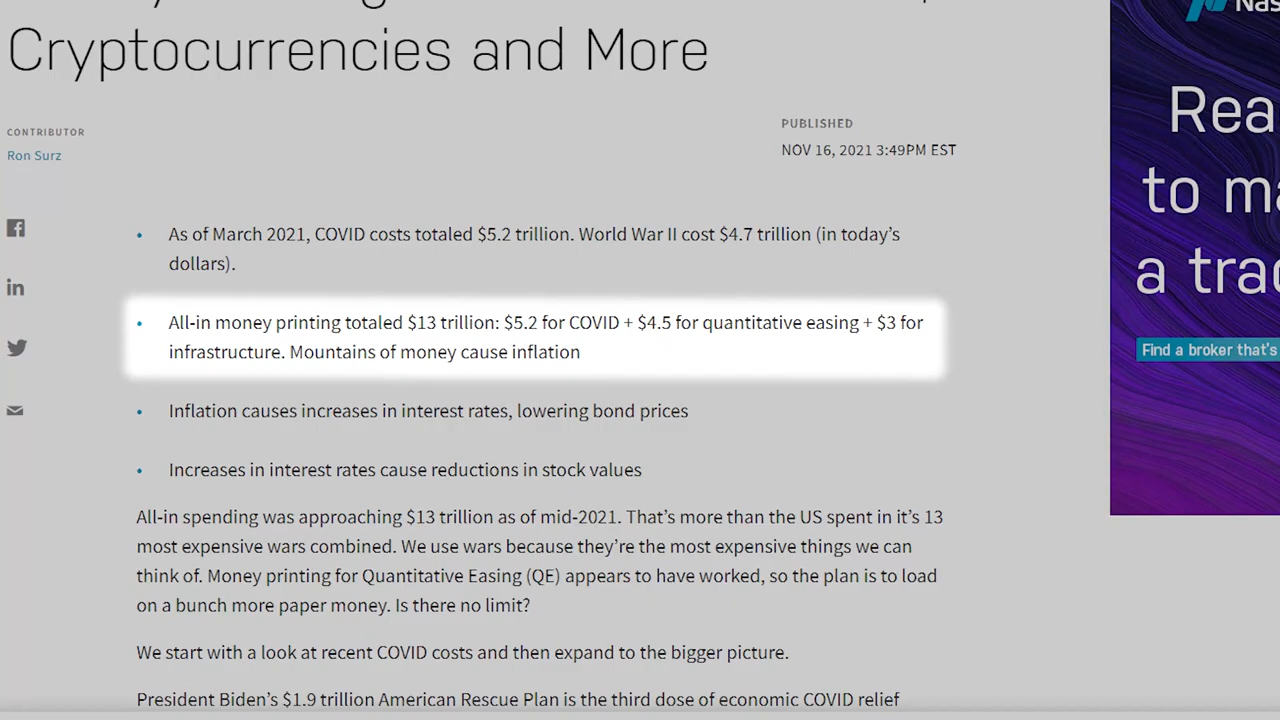 Cryptocurrencies and More
CONTRIBUTOR
Ron Surz
PUBLISHED
NOV 16, 2021 3:49PM EST
• As of March 2021, COVID costs totaled $5.2 trillion. World War II cost $4.7 trillion (in today's
dollars).
• All-in money printing totaled $13 trillion: $5.2 for COVID + $4.5 for quantitative easing + $3 for
infrastructure. Mountains of money cause inflation
• Inflation causes increases in interest rates, lowering bond prices
• Increases in interest rates cause reductions in stock values
All-in spending was approaching $13 trillion as of mid-2021. That's more than the US spent in it's 13
most expensive wars combined. We use wars because they're the most expensive things we can
think of. Money printing for Quantitative Easing (QE) appears to have worked, so the plan is to load
on a bunch more paper money. Is there no limit?
We start with a look at recent COVID costs and then expand to the bigger picture.
President Biden's $1.9 trillion American Rescue Plan is the third dose of economic COVID relief
Nas
Rea
to ma
a trad
Find a broker that's